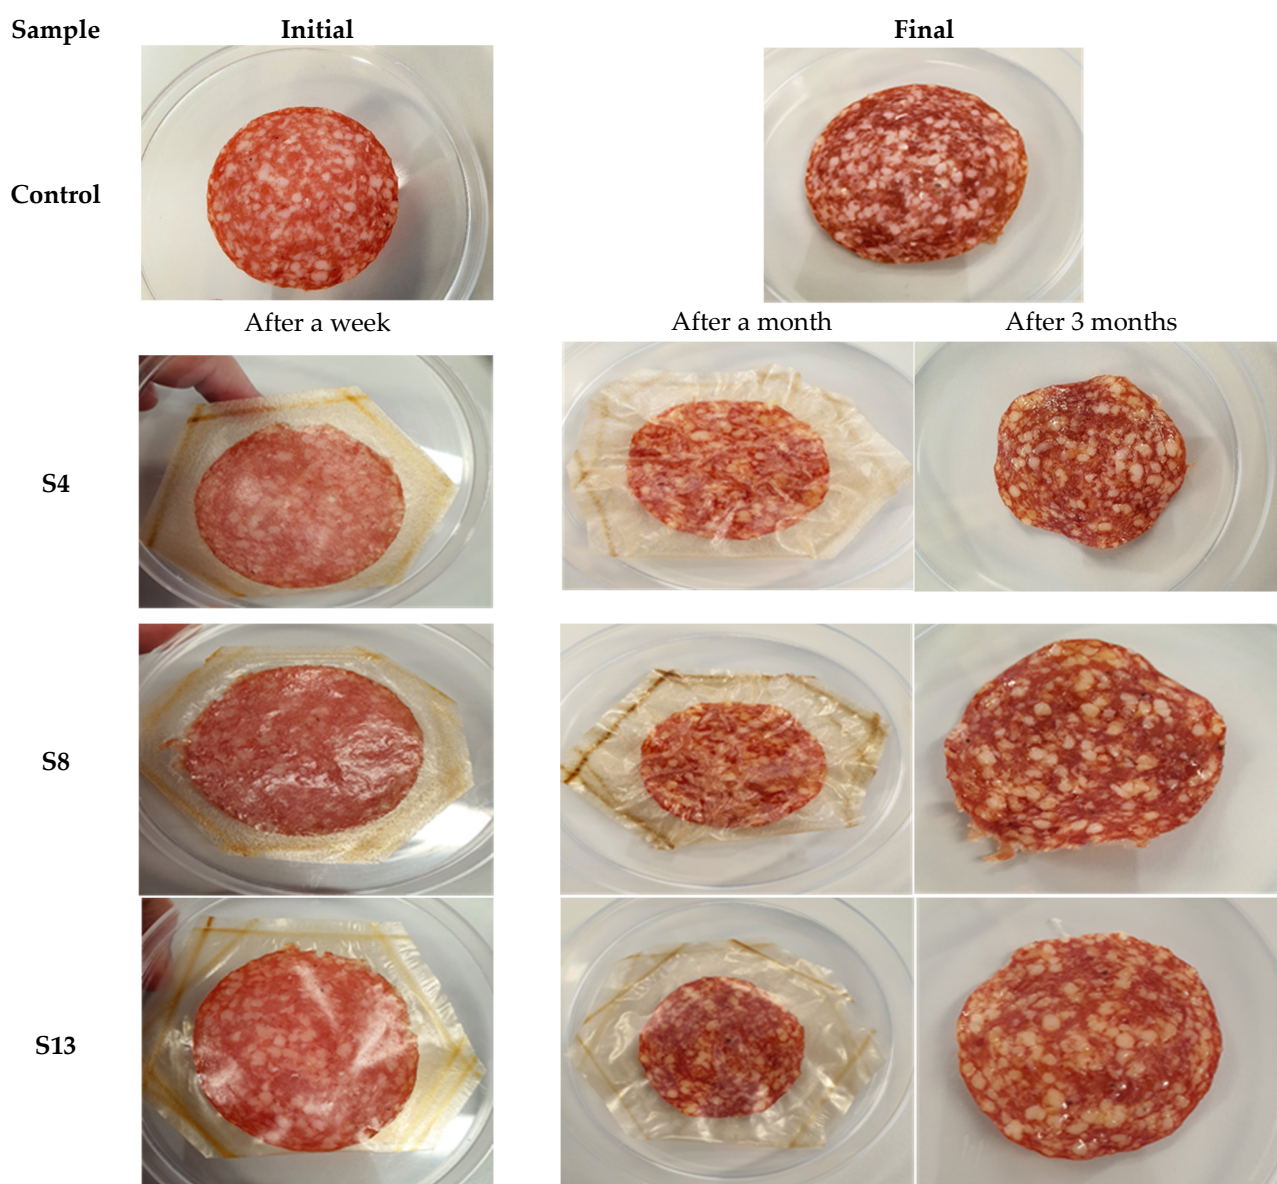 Sample Initial Final
Control
After a week After a month After 3 months
S4
S8
S13